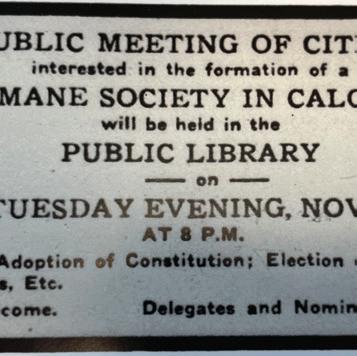 UBLIC MEETING OF CIT
interested in the formation of a
MANE SOCIETY IN CALG
will be held in the
PUBLIC LIBRARY
— on —
TUESDAY EVENING, NOV
AT 8 P.M.
Adoption of Constitution; Election
s, Etc.
come. Delegates and Nomin